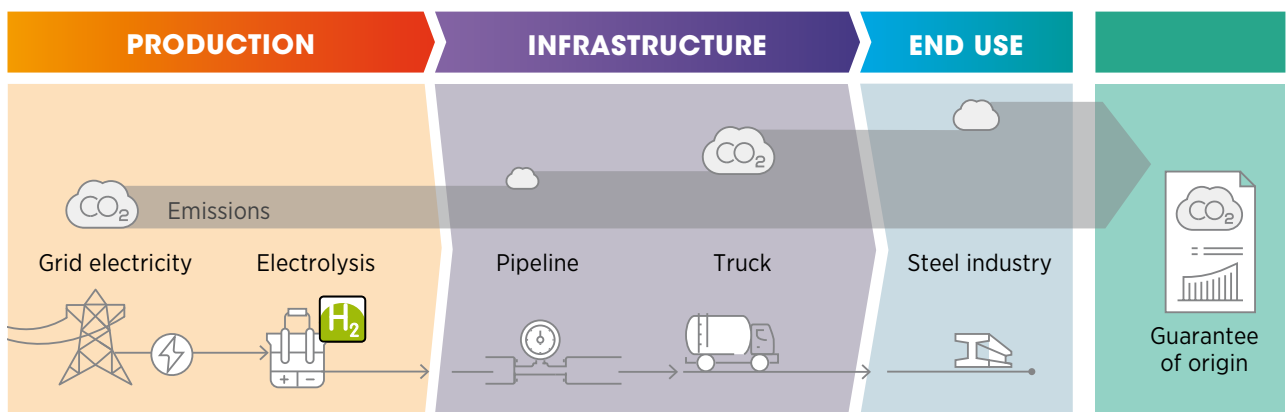 PRODUCTION
INFRASTRUCTURE
END USE
CO2
CO2
CO2
Emissions
Grid electricity
Electrolysis
Pipeline
Truck
Steel industry
H2
Guarantee
of origin